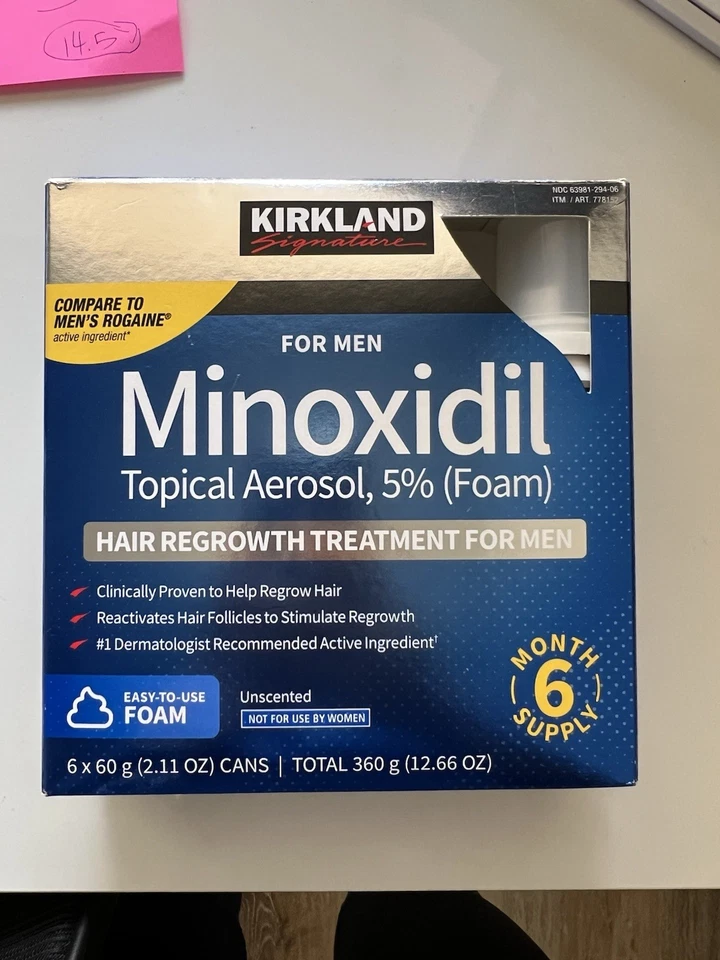 14.5
NDC 63981-294-06
ITM. / ART. 778152
KIRKLAND
Signature
COMPARE TO
MEN'S ROGAINE®
active ingredient*
FOR MEN
Minoxidil
Topical Aerosol, 5% (Foam)
HAIR REGROWTH TREATMENT FOR MEN
Clinically Proven to Help Regrow Hair
Reactivates Hair Follicles to Stimulate Regrowth
#1 Dermatologist Recommended Active Ingredient†
MONTH
6
SUPPLY
EASY-TO-USE
FOAM
Unscented
NOT FOR USE BY WOMEN
6 x 60 g (2.11 OZ) CANS | TOTAL 360 g (12.66 OZ)